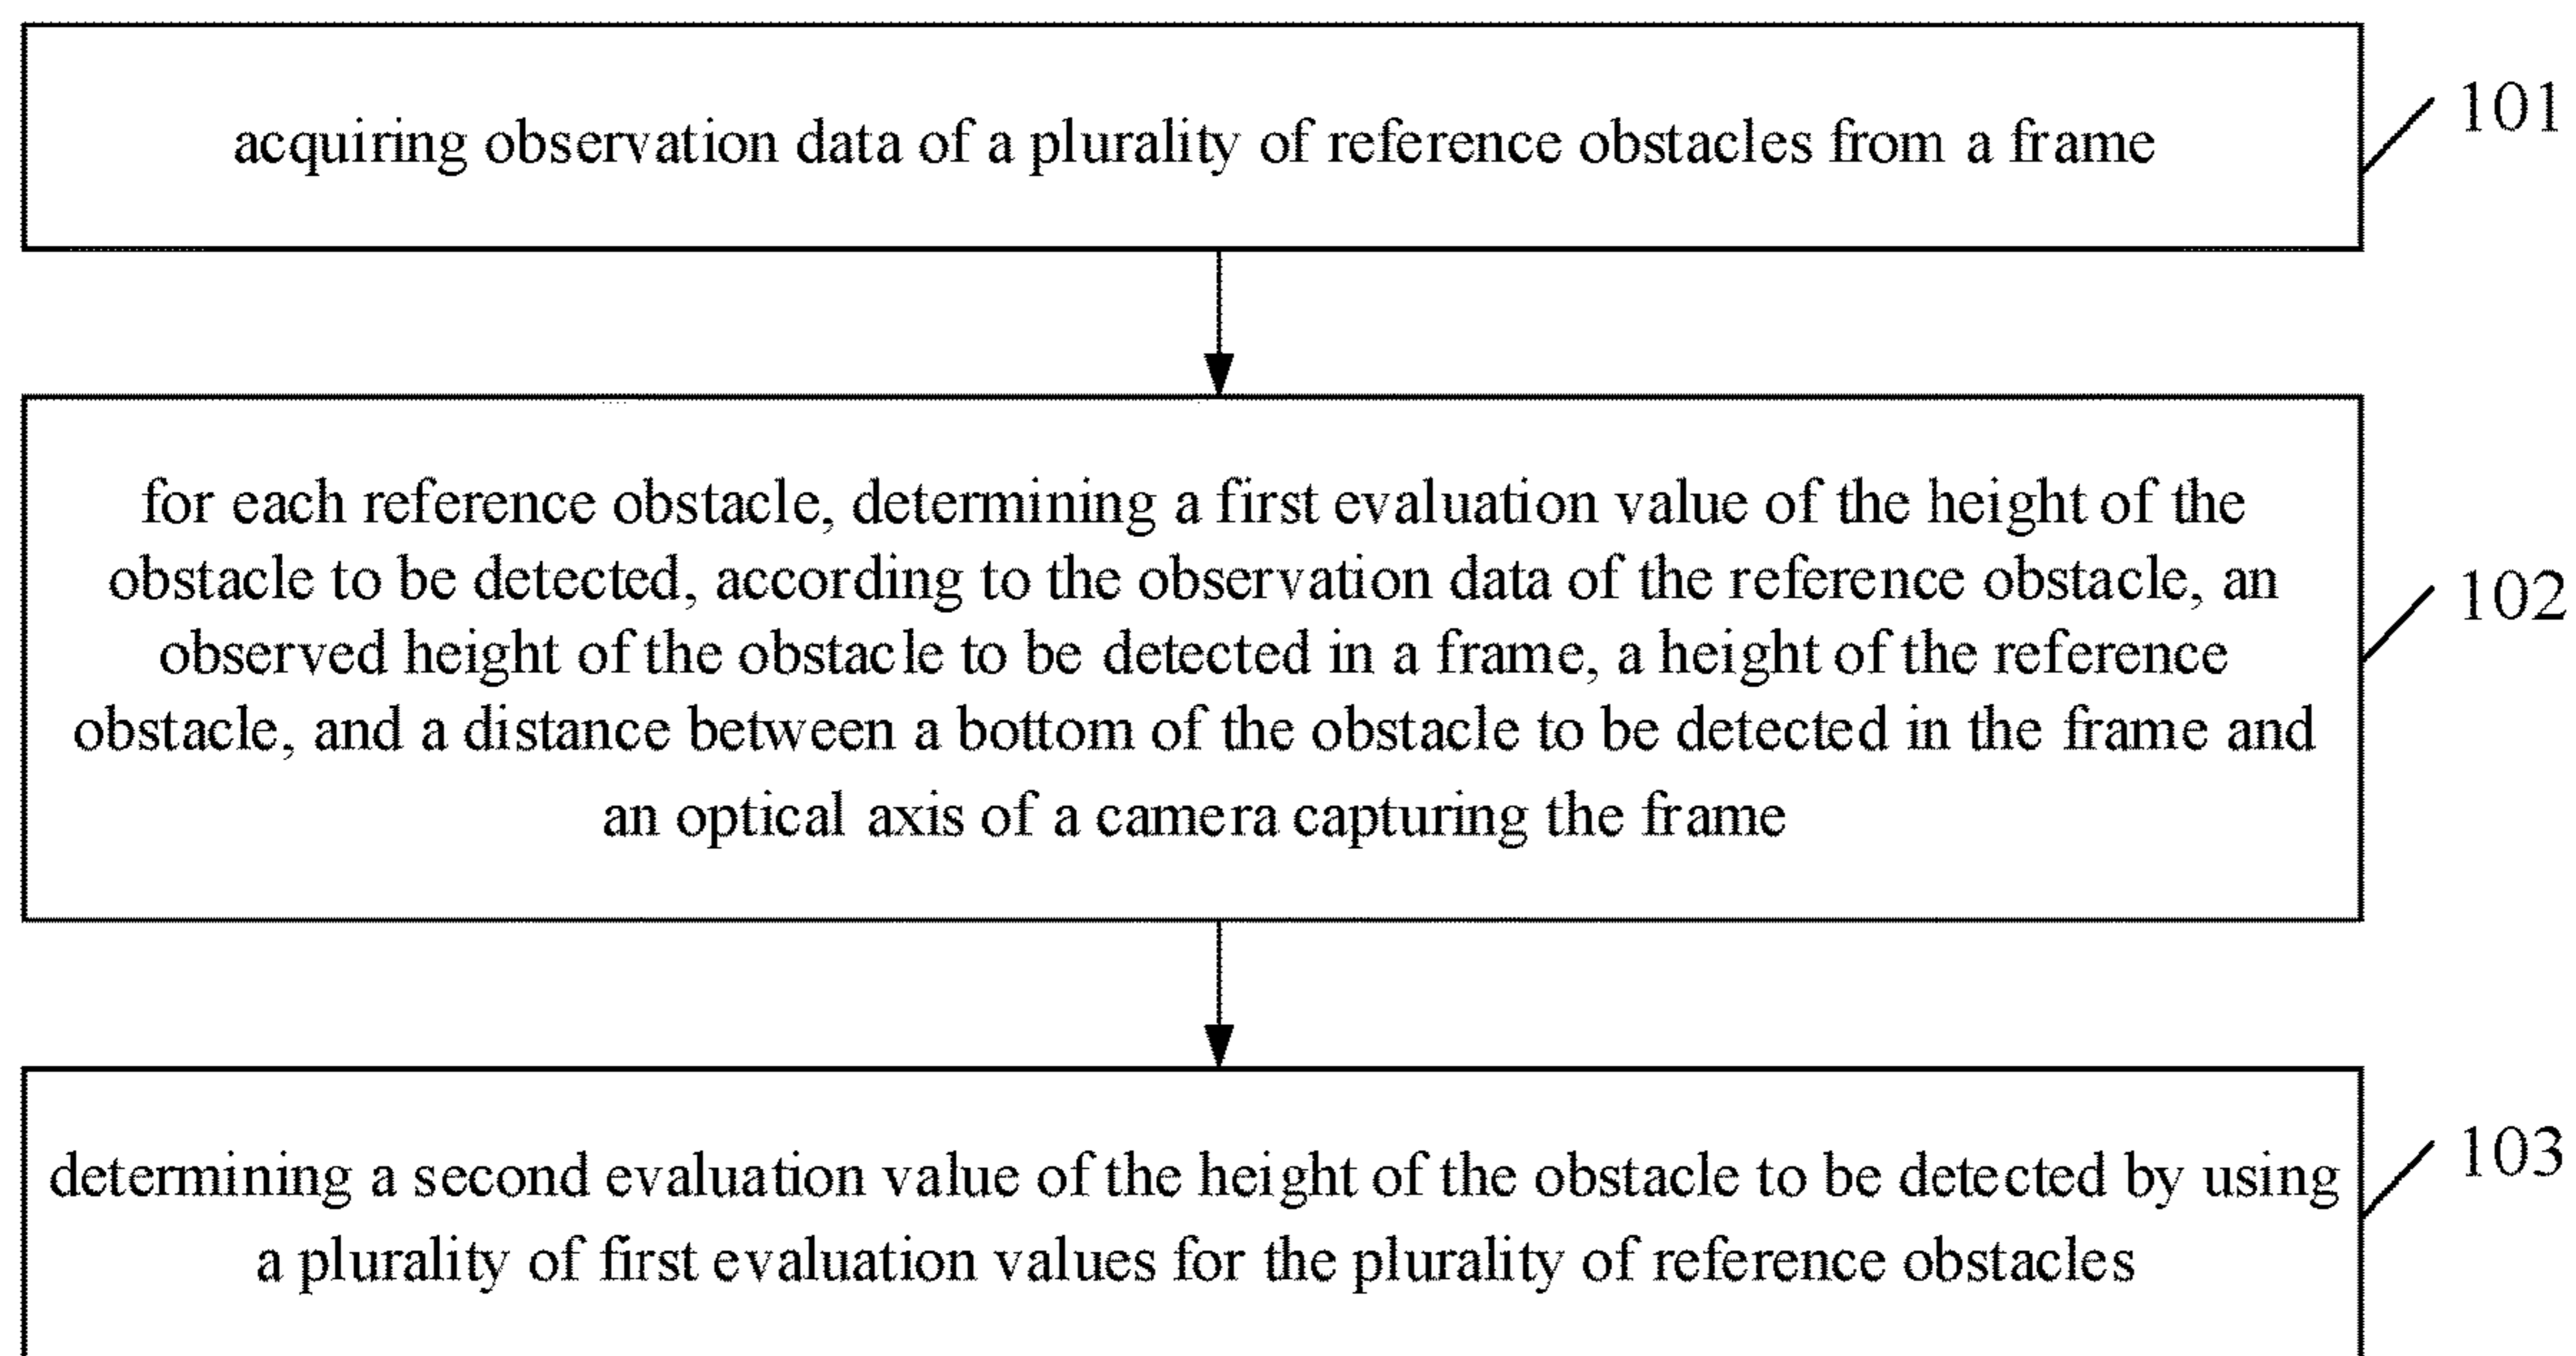 acquiring observation data of a plurality of reference obstacles from a frame
101
for each reference obstacle, determining a first evaluation value of the height of the
obstacle to be detected, according to the observation data of the reference obstacle, an
observed height of the obstacle to be detected in a frame, a height of the reference
obstacle, and a distance between a bottom of the obstacle to be detected in the frame and
an optical axis of a camera capturing the frame
102
determining a second evaluation value of the height of the obstacle to be detected by using
a plurality of first evaluation values for the plurality of reference obstacles
103